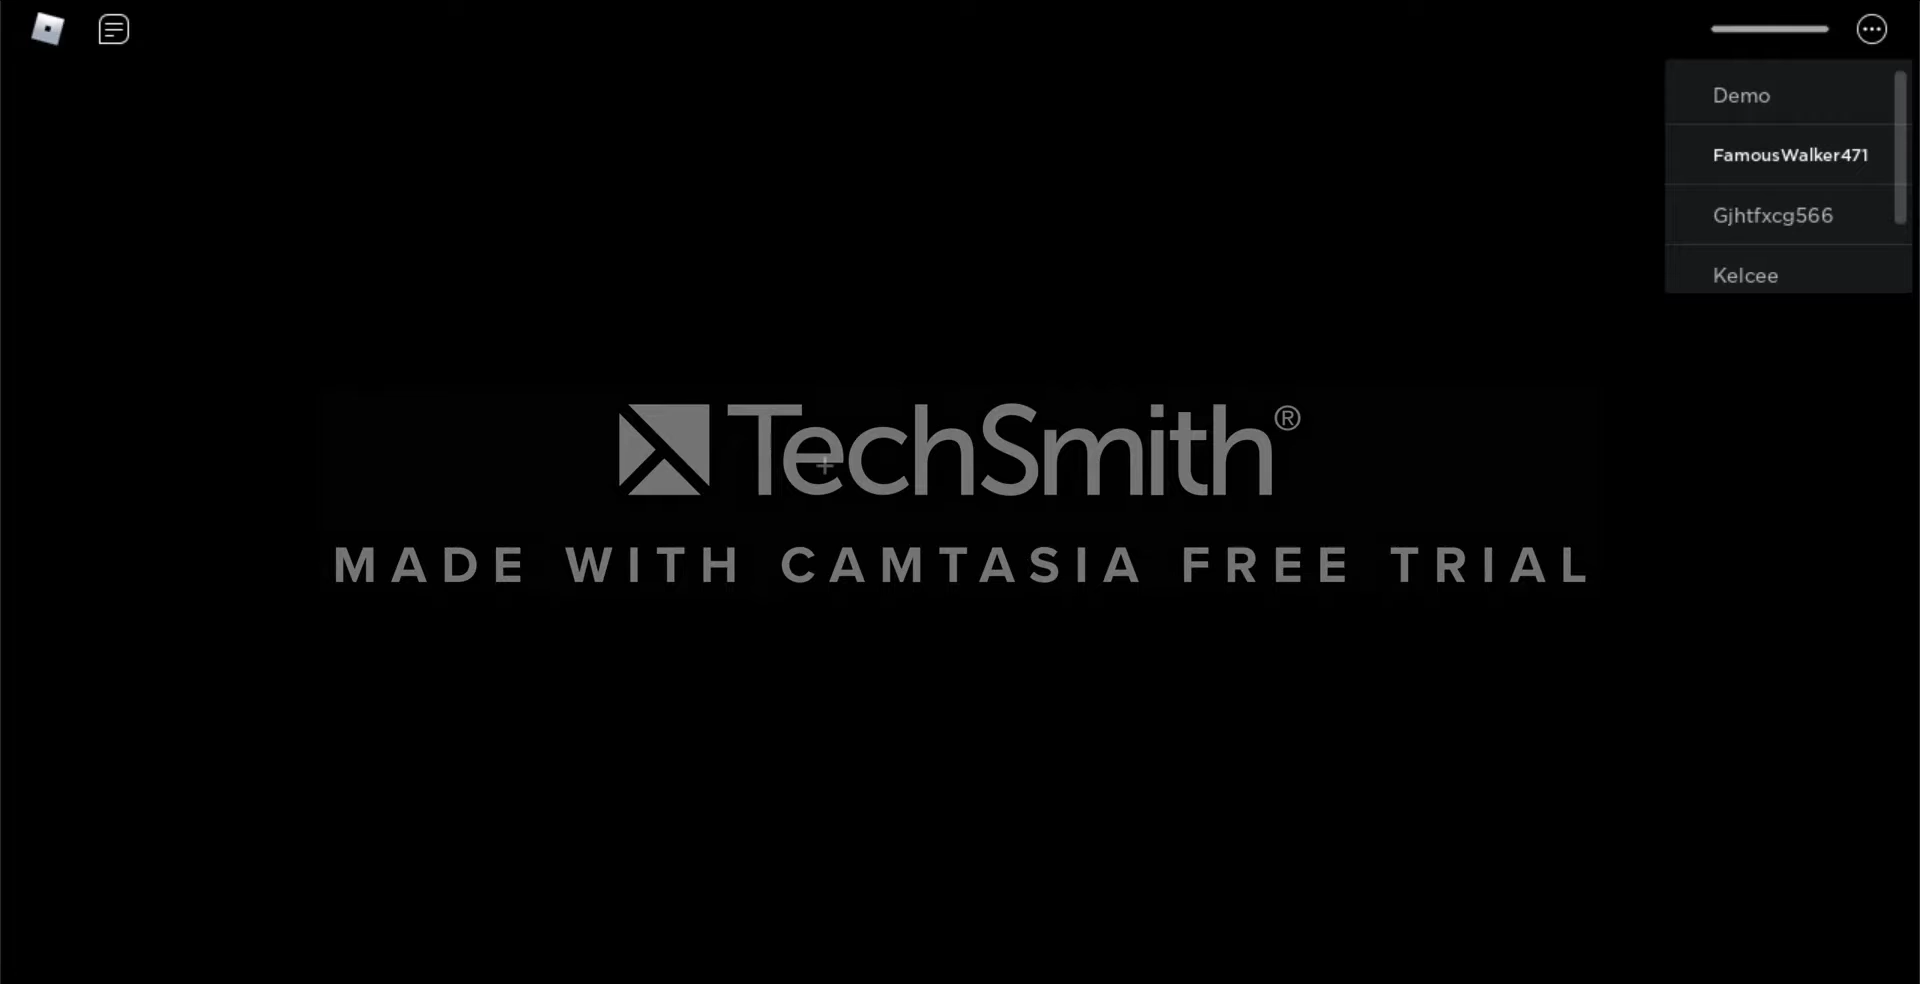 Demo
FamousWalker471
Gjhtfxcg566
Kelcee
TechSmith®
MADE WITH CAMTASIA FREE TRIAL